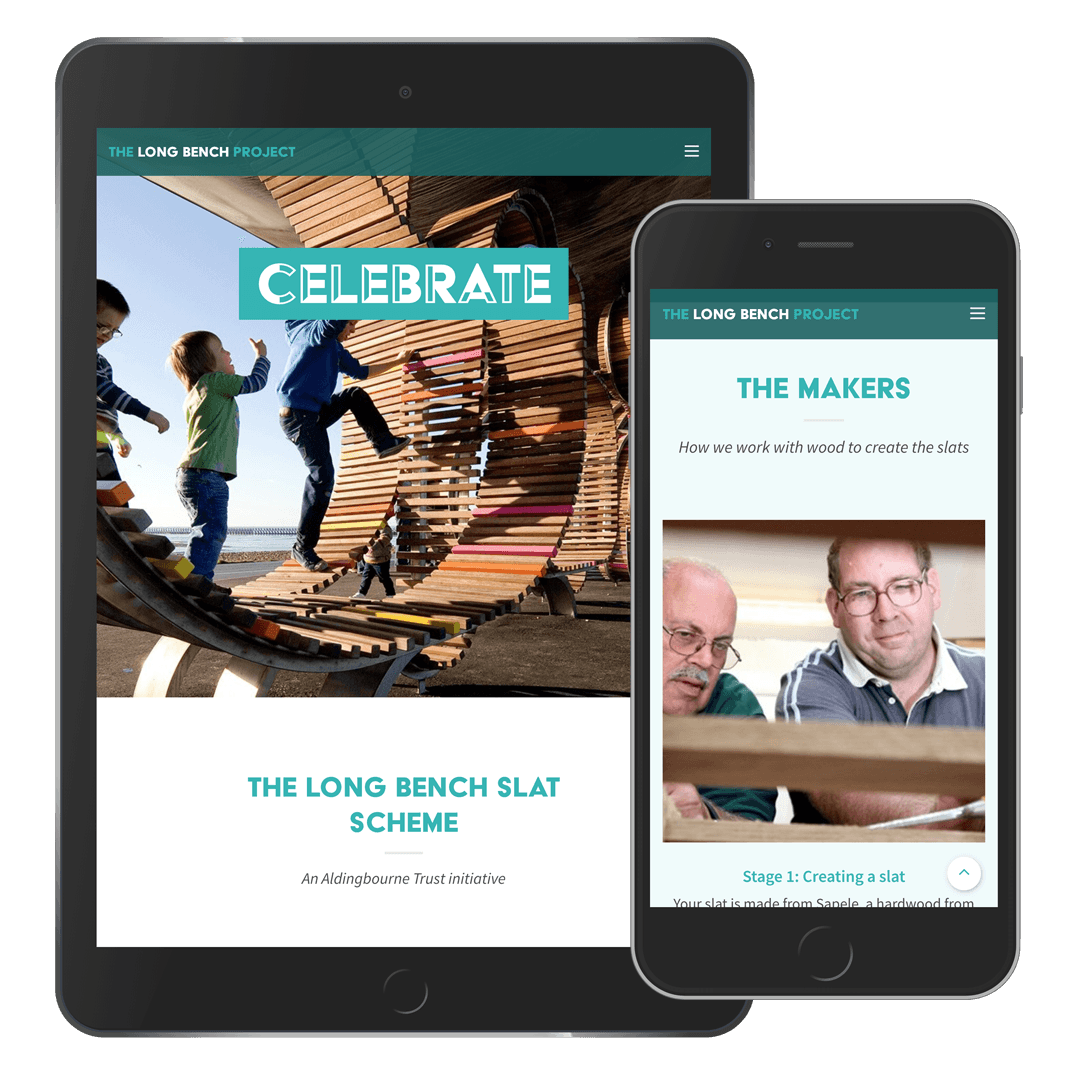 THE LONG BENCH PROJECT
CELEBRATE
THE LONG BENCH SLAT
SCHEME
An Aldingbourne Trust initiative
THE LONG BENCH PROJECT
THE MAKERS
How we work with wood to create the slats
Stage 1: Creating a slat
Your slat is made from Sapele, a hardwood from